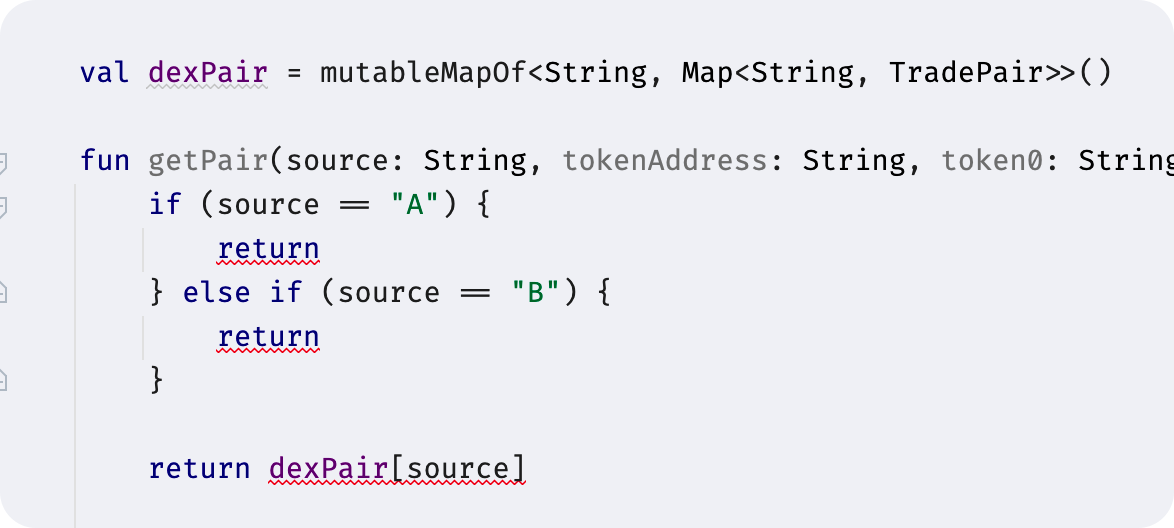 val dexPair = mutableMapOf<String, Map<String, TradePair>>()
fun getPair(source: String, tokenAddress: String, token0: String
if (source == "A") {
return
} else if (source == "B") {
return
}
return dexPair[source]